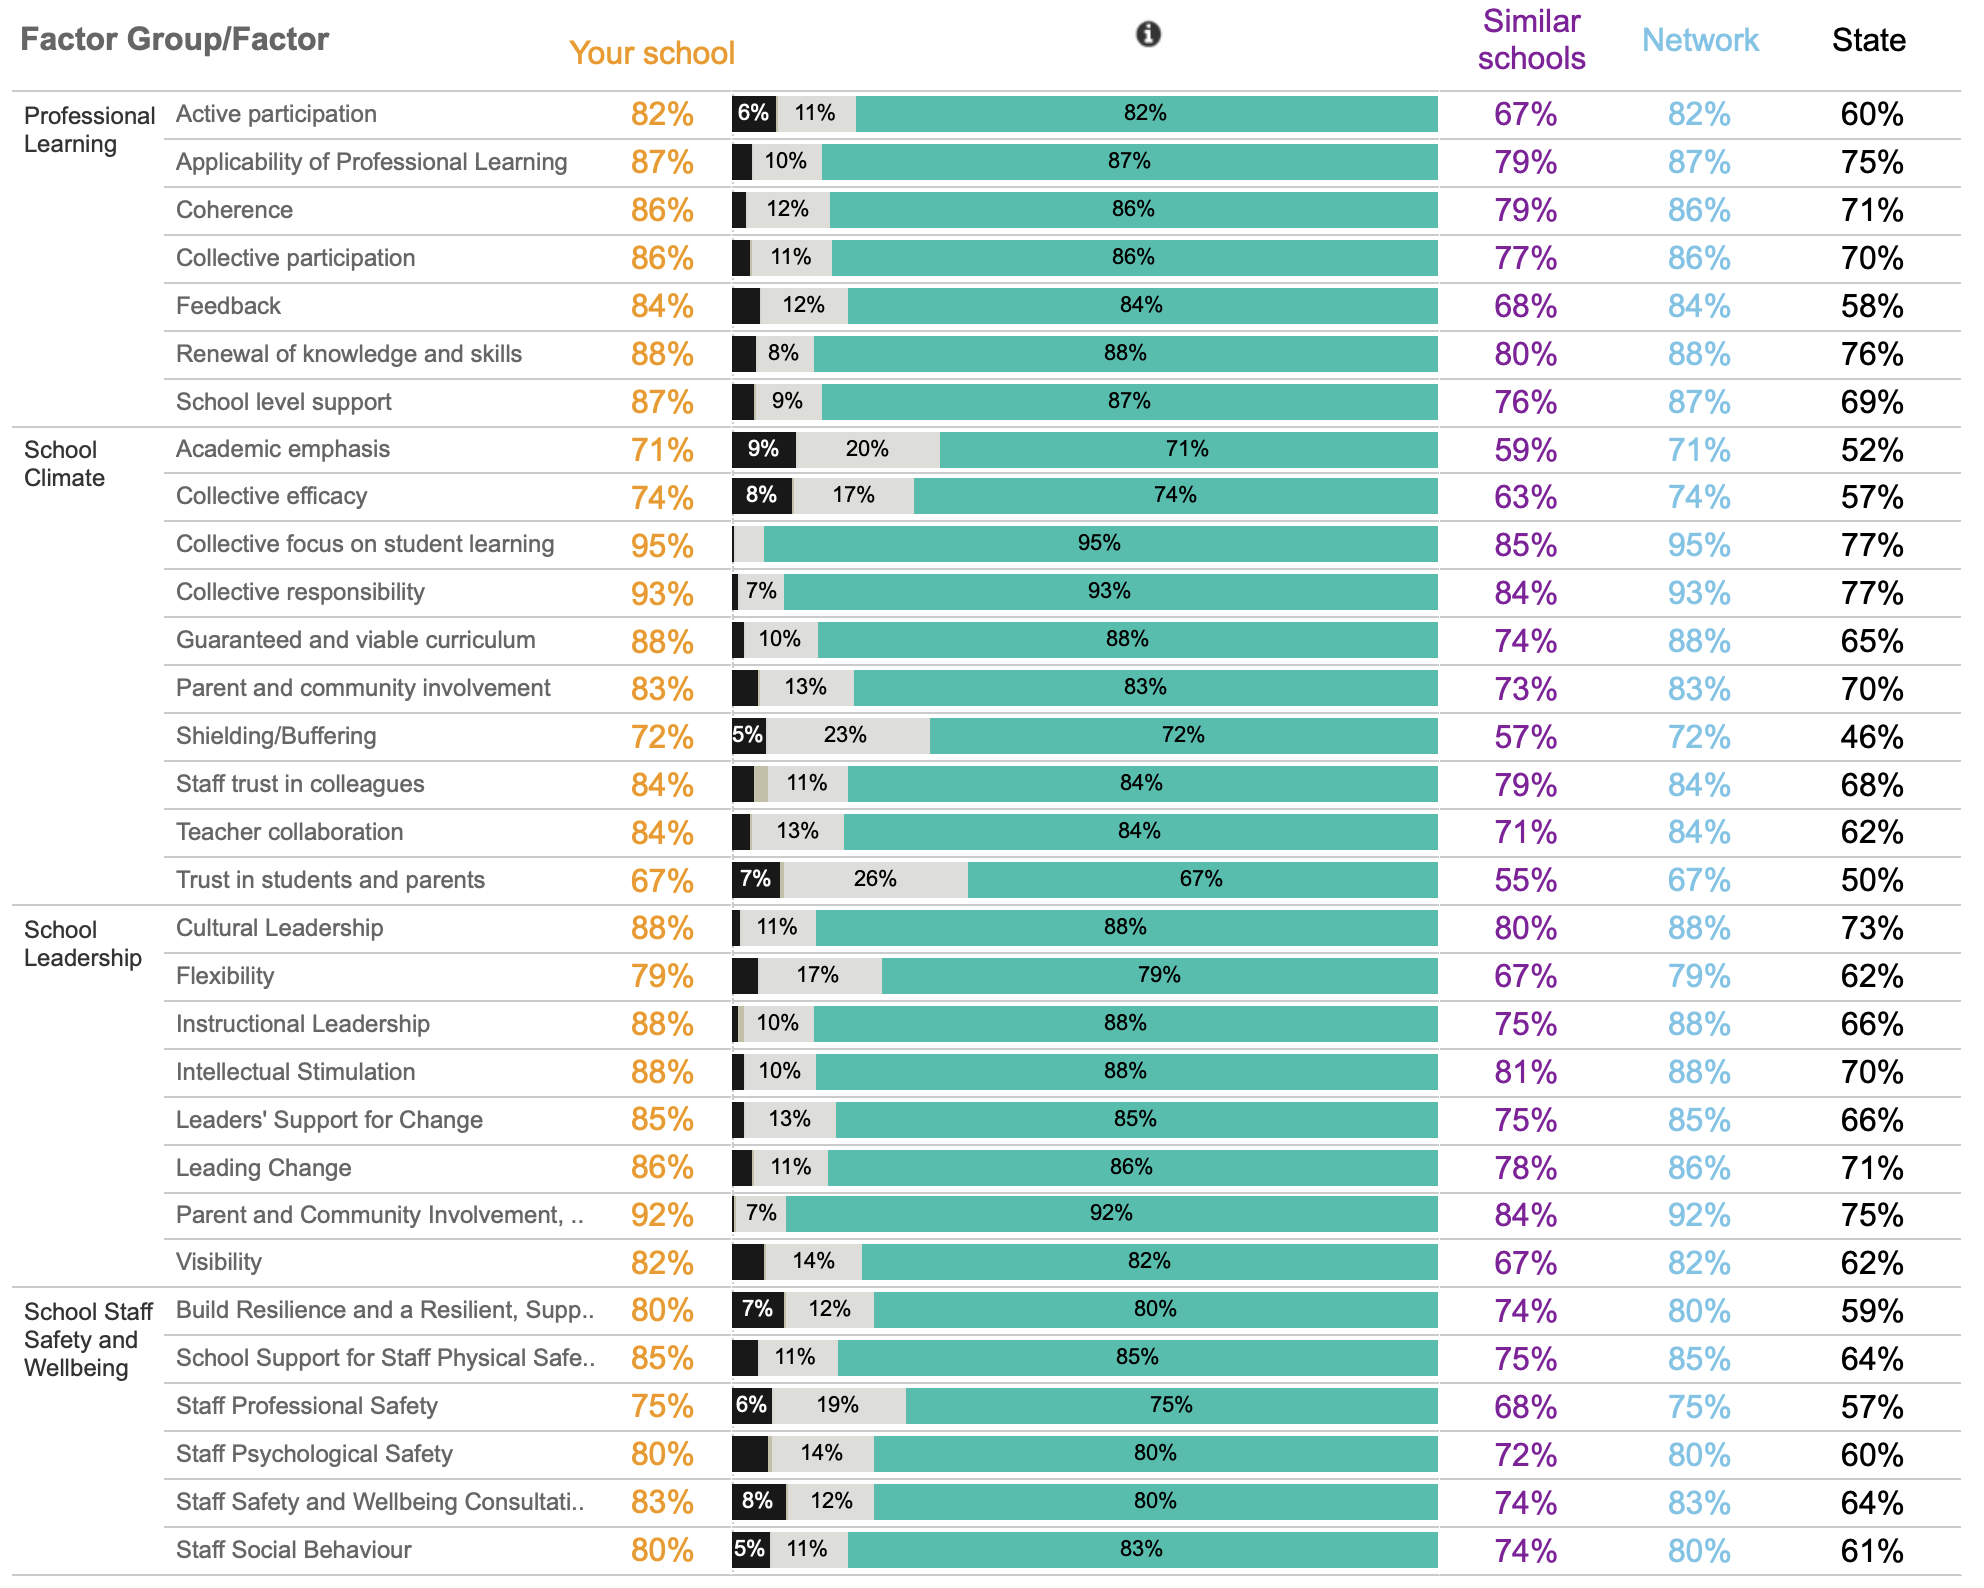 Factor Group/Factor Your school Similar schools Network State
Professional Learning
Active participation 82% 6% 11% 82% 67% 82% 60%
Applicability of Professional Learning 87% 10% 87% 79% 87% 75%
Coherence 86% 12% 86% 79% 86% 71%
Collective participation 86% 11% 86% 77% 86% 70%
Feedback 84% 12% 84% 68% 84% 58%
Renewal of knowledge and skills 88% 8% 88% 80% 88% 76%
School level support 87% 9% 87% 76% 87% 69%
School Climate
Academic emphasis 71% 9% 20% 71% 59% 71% 52%
Collective efficacy 74% 8% 17% 74% 63% 74% 57%
Collective focus on student learning 95% 95% 85% 95% 77%
Collective responsibility 93% 7% 93% 84% 93% 77%
Guaranteed and viable curriculum 88% 10% 88% 74% 88% 65%
Parent and community involvement 83% 13% 83% 73% 83% 70%
Shielding/Buffering 72% 5% 23% 72% 57% 72% 46%
Staff trust in colleagues 84% 11% 84% 79% 84% 68%
Teacher collaboration 84% 13% 84% 71% 84% 62%
Trust in students and parents 67% 7% 26% 67% 55% 67% 50%
School Leadership
Cultural Leadership 88% 11% 88% 80% 88% 73%
Flexibility 79% 17% 79% 67% 79% 62%
Instructional Leadership 88% 10% 88% 75% 88% 66%
Intellectual Stimulation 88% 10% 88% 81% 88% 70%
Leaders' Support for Change 85% 13% 85% 75% 85% 66%
Leading Change 86% 11% 86% 78% 86% 71%
Parent and Community Involvement, .. 92% 7% 92% 84% 92% 75%
Visibility 82% 14% 82% 67% 82% 62%
School Staff Safety and Wellbeing
Build Resilience and a Resilient, Supp.. 80% 7% 12% 80% 74% 80% 59%
School Support for Staff Physical Safe.. 85% 11% 85% 75% 85% 64%
Staff Professional Safety 75% 6% 19% 75% 68% 75% 57%
Staff Psychological Safety 80% 14% 80% 72% 80% 60%
Staff Safety and Wellbeing Consultati.. 83% 8% 12% 80% 74% 83% 64%
Staff Social Behaviour 80% 5% 11% 83% 74% 80% 61%